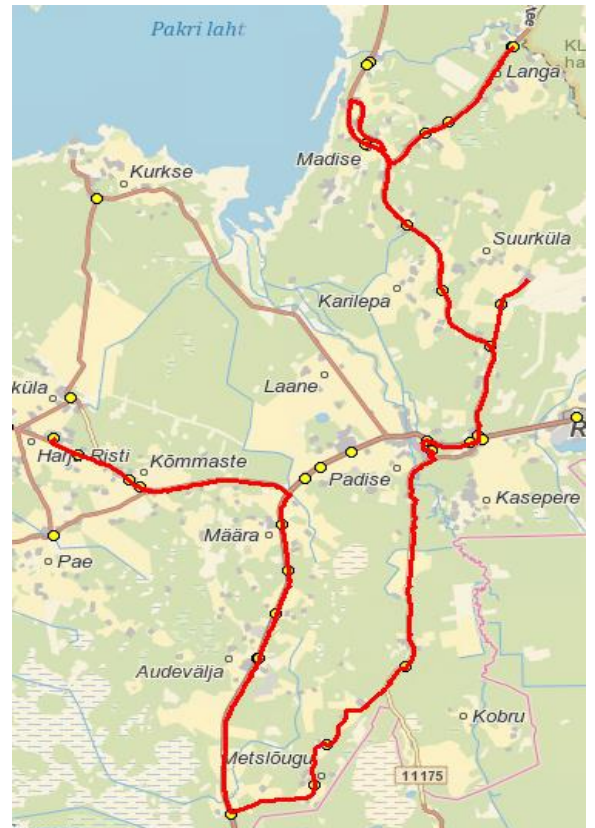 Pakri laht
Langa
Kurkse
Madise
Suurküla
Karilepa
Laane
küla
Harju-Risti
Kõmmaste
Padise
Kasepere
Määra
Pae
Audevälja
Kobru
Metslõugu
11175